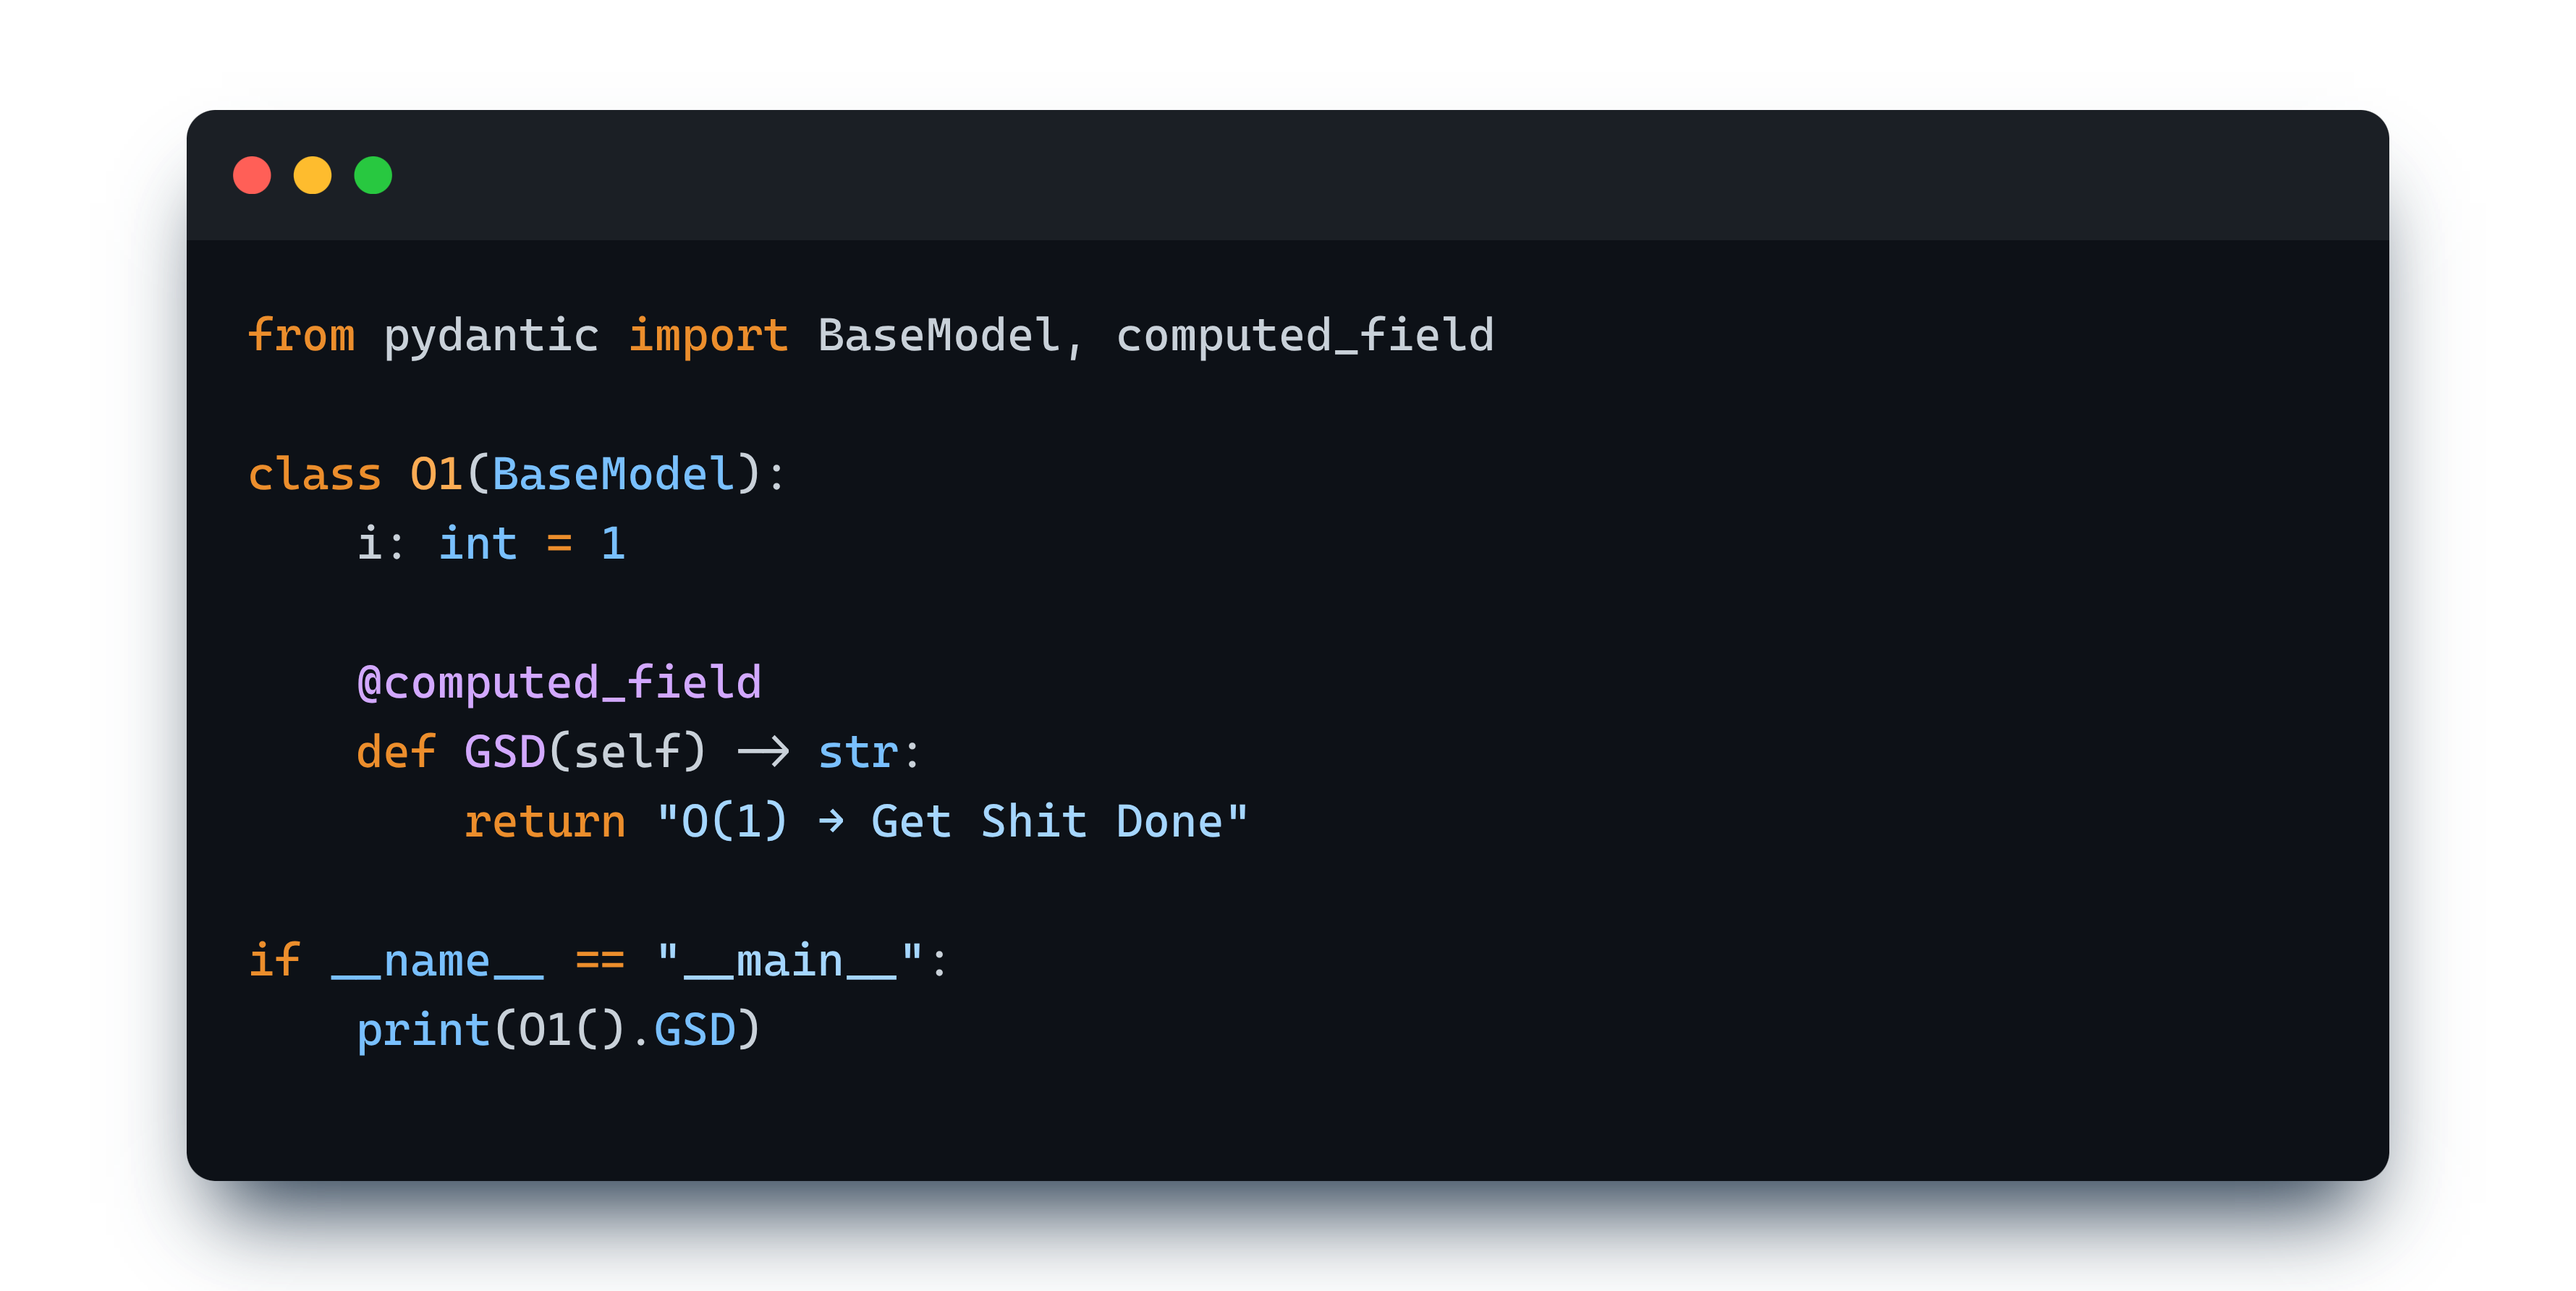 from pydantic import BaseModel, computed_field
class O1(BaseModel):
    i: int = 1
    @computed_field
    def GSD(self) -> str:
        return "O(1) → Get Shit Done"
if __name__ == "__main__":
    print(O1().GSD)